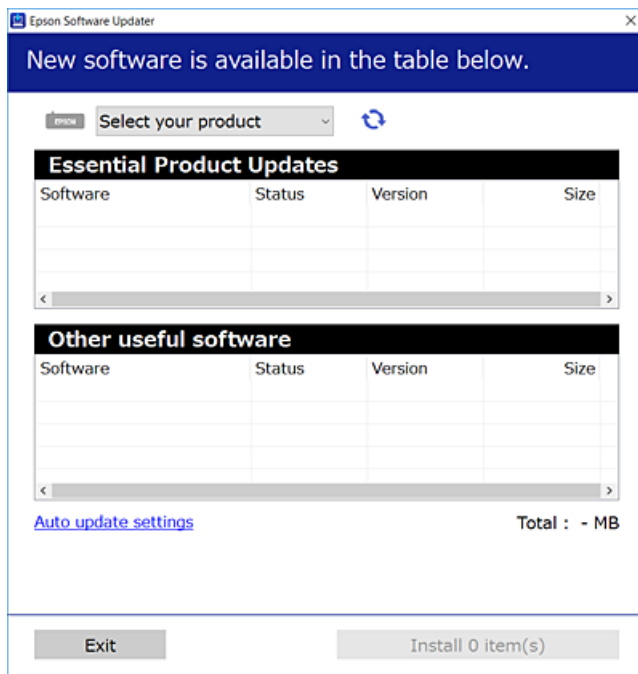 Epson Software Updater
New software is available in the table below.
EPSON Select your product
Essential Product Updates
Software Status Version Size
Other useful software
Software Status Version Size
Auto update settings Total : - MB
Exit Install 0 item(s)